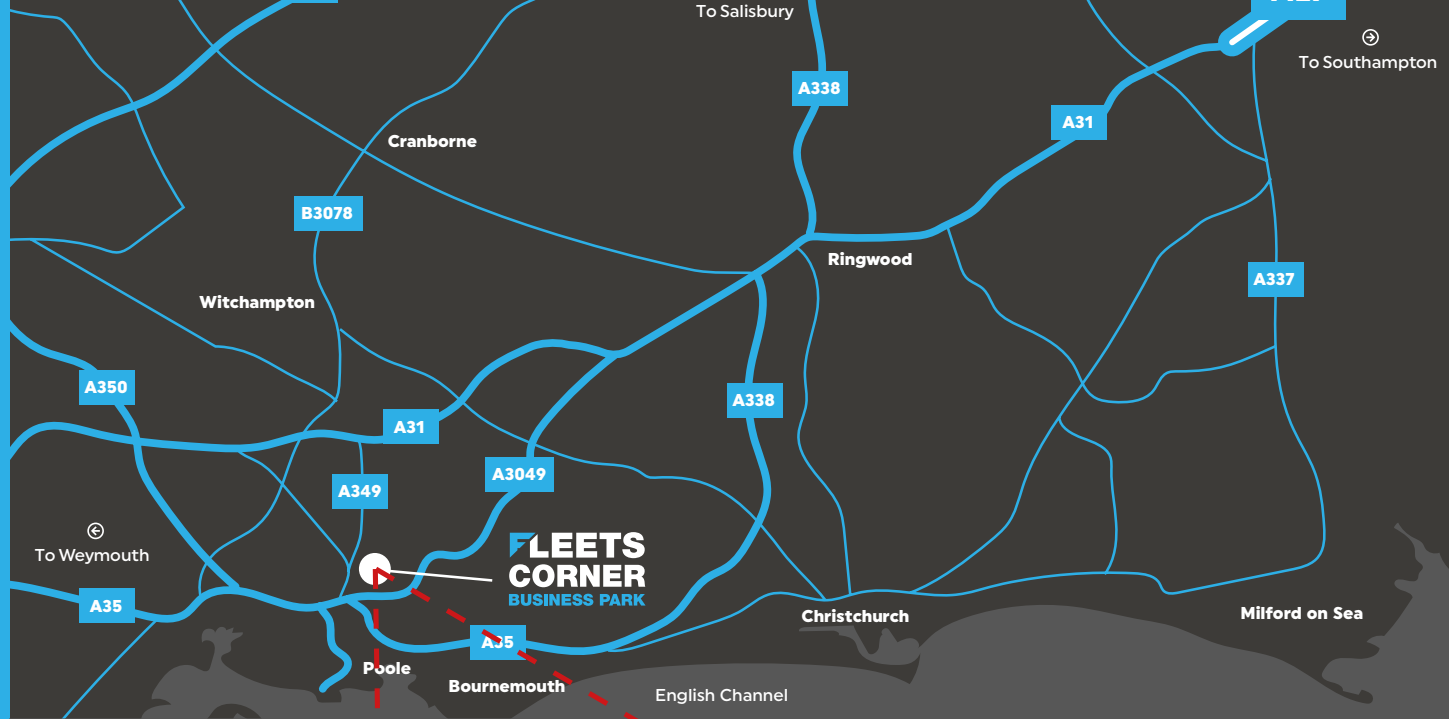 To Salisbury
To Southampton
A338
A31
Cranborne
B3078
Ringwood
A337
Witchampton
A350
A338
A31
A3049
A349
To Weymouth
FLEETS
CORNER
BUSINESS PARK
A35
Christchurch
Milford on Sea
A35
Poole
Bournemouth
English Channel